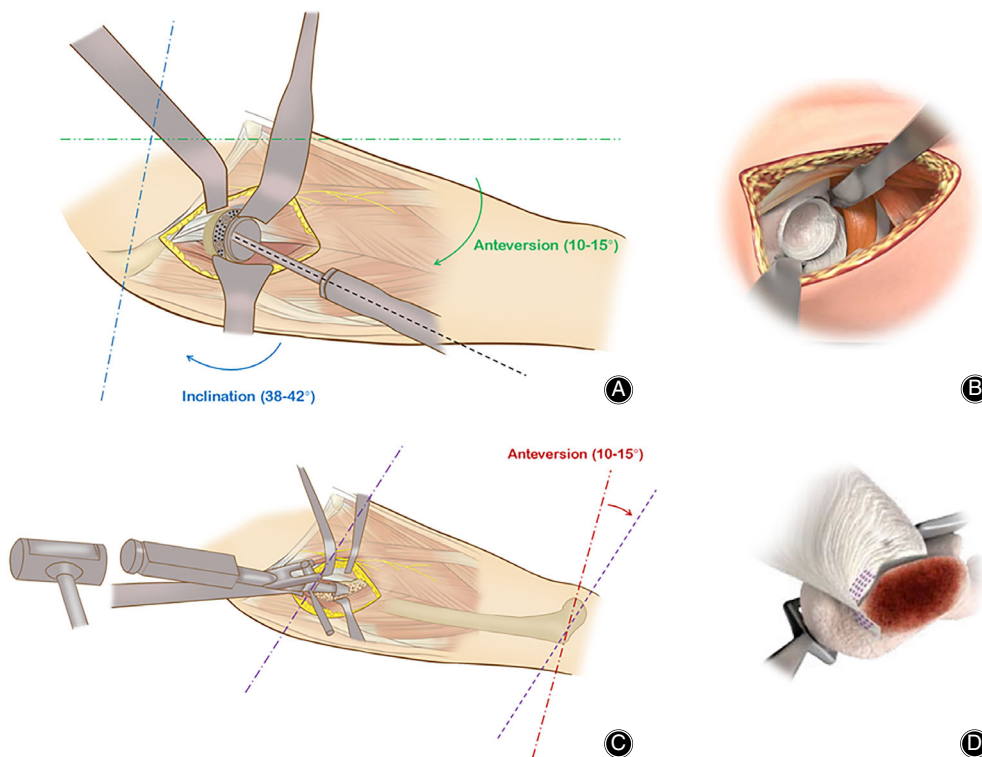 Anteversion (10-15°)
Inclination (38-42°)
A
B
Anteversion (10-15°)
C
D